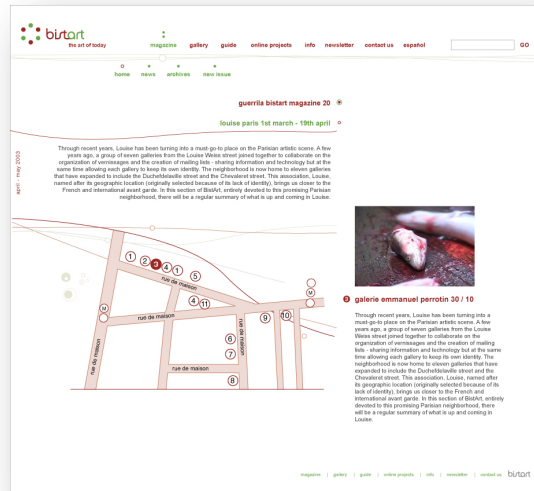 bistart
the art of today
magazine gallery guide online projects info newsletter contact us español GO
home news archives new issue
guerrila bistart magazine 20
louise paris 1st march - 19th april
april - may 2003
Through recent years, Louise has been turning into a must-go-to place on the Parisian artistic scene. A few
years ago, a group of seven galleries from the Louise Weiss street joined together to collaborate on the
organization of vernissages and the creation of mailing lists - sharing information and technology but at the
same time allowing each gallery to keep its own identity. The neighborhood is now home to eleven galleries
that have expanded to include the Duchefdelaville street and the Chevaleret street. This association, Louise,
named after its geographic location (originally selected because of its lack of identity), brings us closer to the
French and international avant garde. In this section of BistArt, entirely devoted to this promising Parisian
neighborhood, there will be a regular summary of what is up and coming in Louise.
1 2 3 4 1 5
rue de maison
4 11
M
rue de maison
9 10
M
rue de maison
rue de maison
6
7
rue de maison
8
3 galerie emmanuel perrotin 30 / 10
Through recent years, Louise has been turning into a
must-go-to place on the Parisian artistic scene. A few
years ago, a group of seven galleries from the Louise
Weiss street joined together to collaborate on the
organization of vernissages and the creation of mailing
lists - sharing information and technology but at the same
time allowing each gallery to keep its own identity. The
neighborhood is now home to eleven galleries that have
expanded to include the Duchefdelaville street and the
Chevaleret street. This association, Louise, named after
its geographic location (originally selected because of its
lack of identity), brings us closer to the French and
international avant garde. In this section of BistArt, entirely
devoted to this promising Parisian neighborhood, there
will be a regular summary of what is up and coming in
Louise.
magazine | gallery | guide | online projects | info | newsletter | contact us bistart